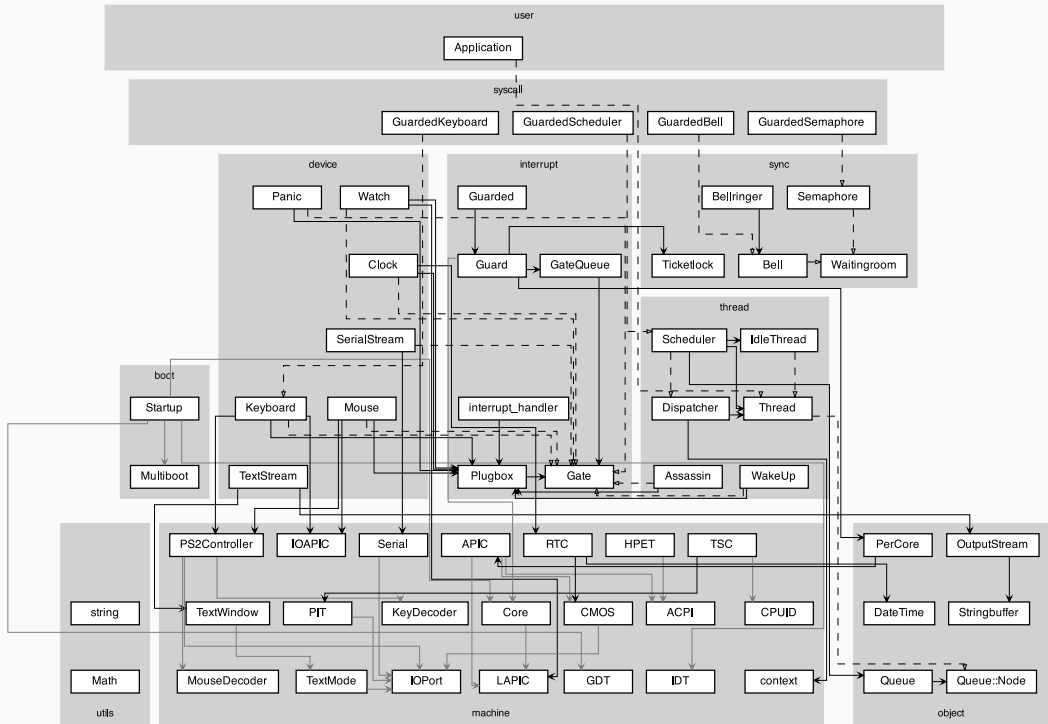 user
Application
syscall
GuardedKeyboard GuardedScheduler GuardedBell GuardedSemaphore
device interrupt sync
Panic Watch Guarded Bellringer Semaphore
Clock Guard GateQueue Ticketlock Bell Waitingroom
thread
SerialStream Scheduler IdleThread
boot
Startup Keyboard Mouse interrupt_handler Dispatcher Thread
Multiboot TextStream Plugbox Gate Assassin WakeUp
PS2Controller IOAPIC Serial APIC RTC HPET TSC PerCore OutputStream
string TextWindow PIT KeyDecoder Core CMOS ACPI CPUID DateTime Stringbuffer
Math MouseDecoder TextMode IOPort LAPIC GDT IDT context Queue Queue::Node
utils machine object